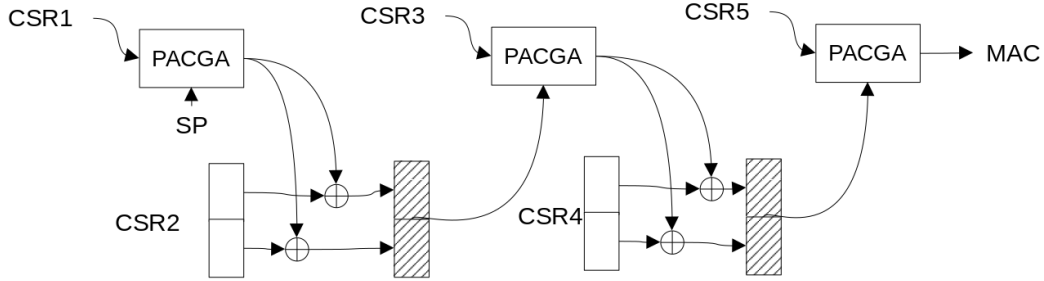 CSR1
PACGA
SP
CSR2
CSR3
PACGA
CSR4
CSR5
PACGA
MAC